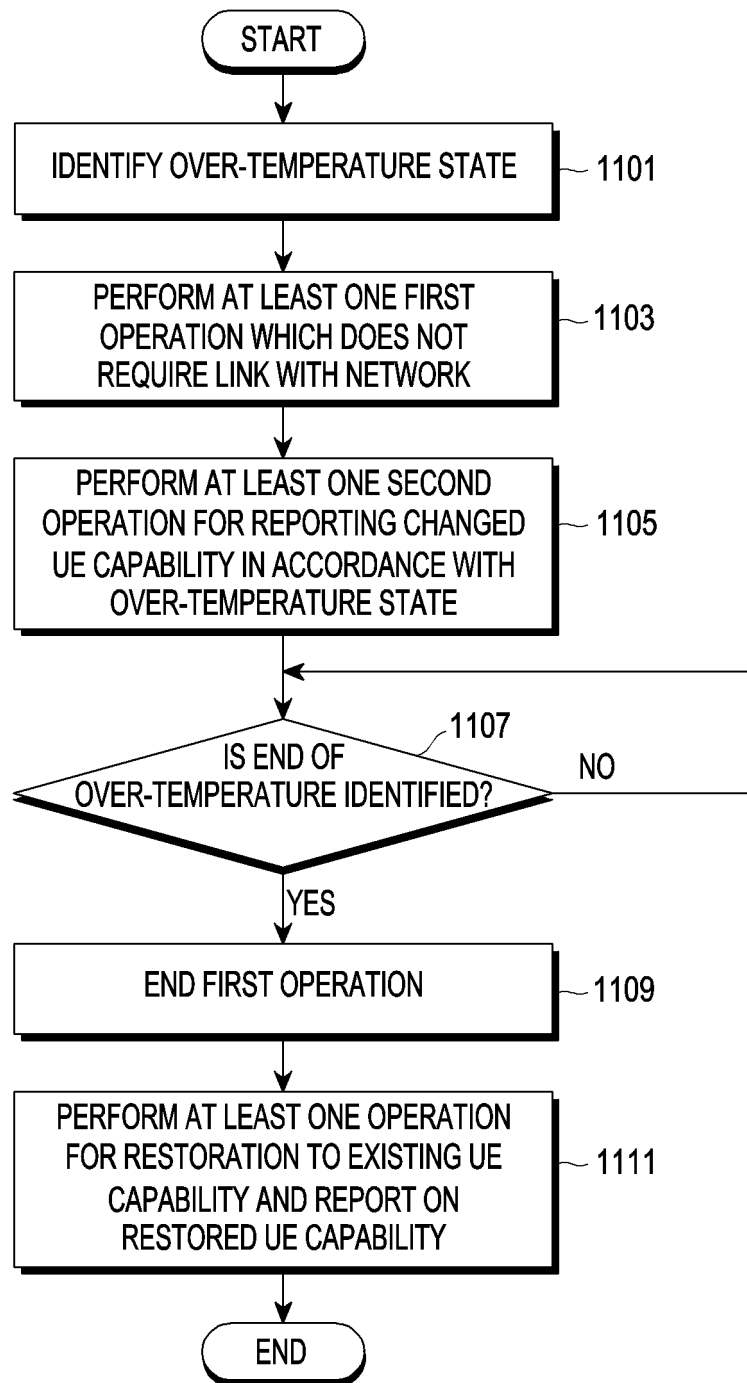 START
IDENTIFY OVER-TEMPERATURE STATE
1101
PERFORM AT LEAST ONE FIRST
OPERATION WHICH DOES NOT
REQUIRE LINK WITH NETWORK
1103
PERFORM AT LEAST ONE SECOND
OPERATION FOR REPORTING CHANGED
UE CAPABILITY IN ACCORDANCE WITH
OVER-TEMPERATURE STATE
1105
1107
IS END OF
OVER-TEMPERATURE IDENTIFIED?
NO
YES
END FIRST OPERATION
1109
PERFORM AT LEAST ONE OPERATION
FOR RESTORATION TO EXISTING UE
CAPABILITY AND REPORT ON
RESTORED UE CAPABILITY
1111
END